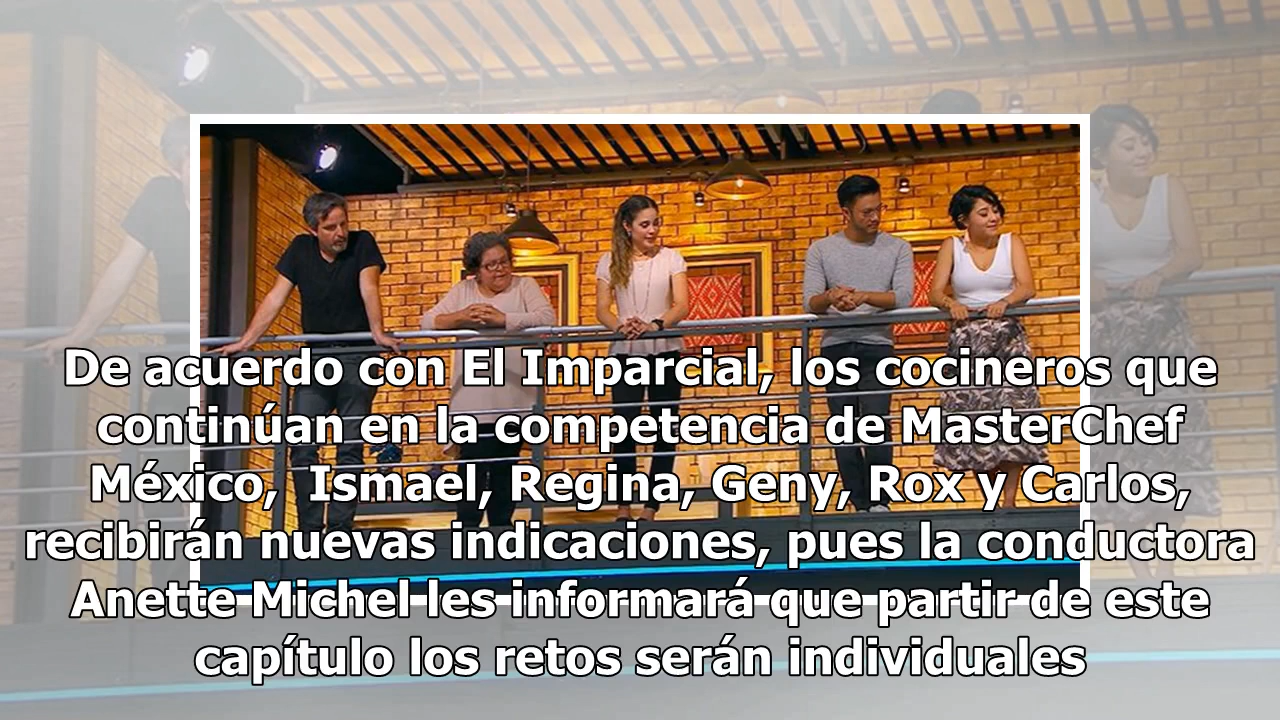 De acuerdo con El Imparcial, los cocineros que
continúan en la competencia de MasterChef
México,  Ismael, Regina, Geny, Rox y Carlos,
recibirán nuevas indicaciones, pues la conductora
Anette Michel les informará que partir de este
capítulo los retos serán individuales